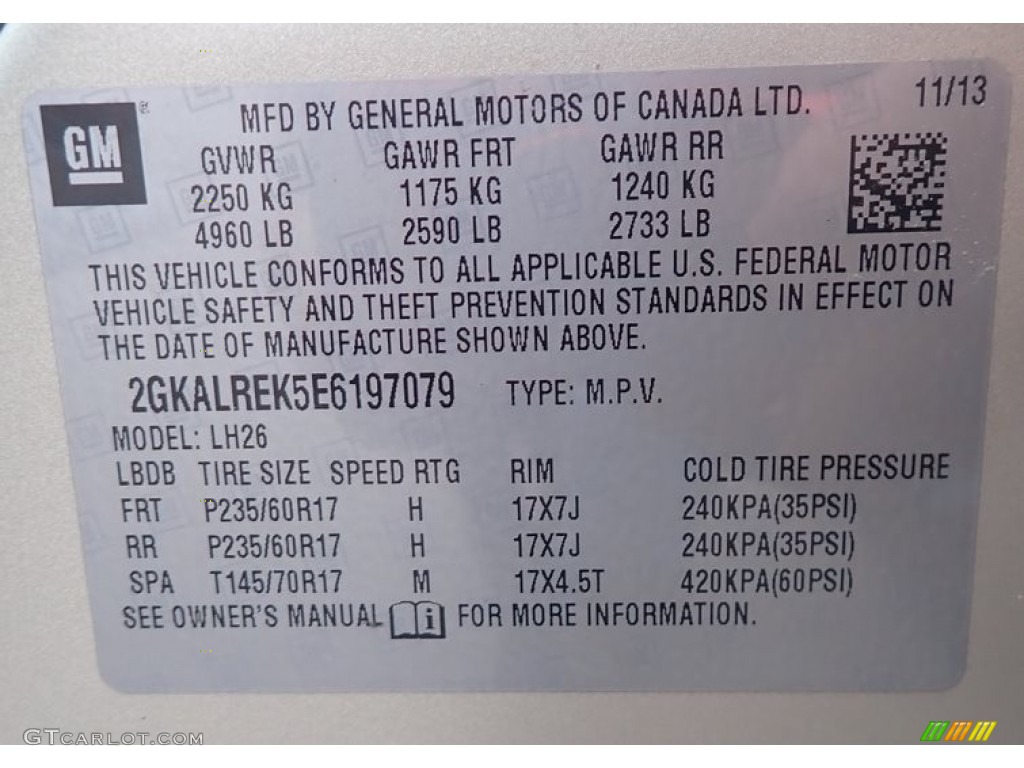 GM ®
MFD BY GENERAL MOTORS OF CANADA LTD. 11/13
GVWR GAWR FRT GAWR RR
2250 KG 1175 KG 1240 KG
4960 LB 2590 LB 2733 LB
THIS VEHICLE CONFORMS TO ALL APPLICABLE U.S. FEDERAL MOTOR
VEHICLE SAFETY AND THEFT PREVENTION STANDARDS IN EFFECT ON
THE DATE OF MANUFACTURE SHOWN ABOVE.
2GKALREK5E6197079 TYPE: M.P.V.
MODEL: LH26
LBDB TIRE SIZE SPEED RTG RIM COLD TIRE PRESSURE
FRT P235/60R17 H 17X7J 240KPA(35PSI)
RR P235/60R17 H 17X7J 240KPA(35PSI)
SPA T145/70R17 M 17X4.5T 420KPA(60PSI)
SEE OWNER'S MANUAL i FOR MORE INFORMATION.
GTCARLOT.COM